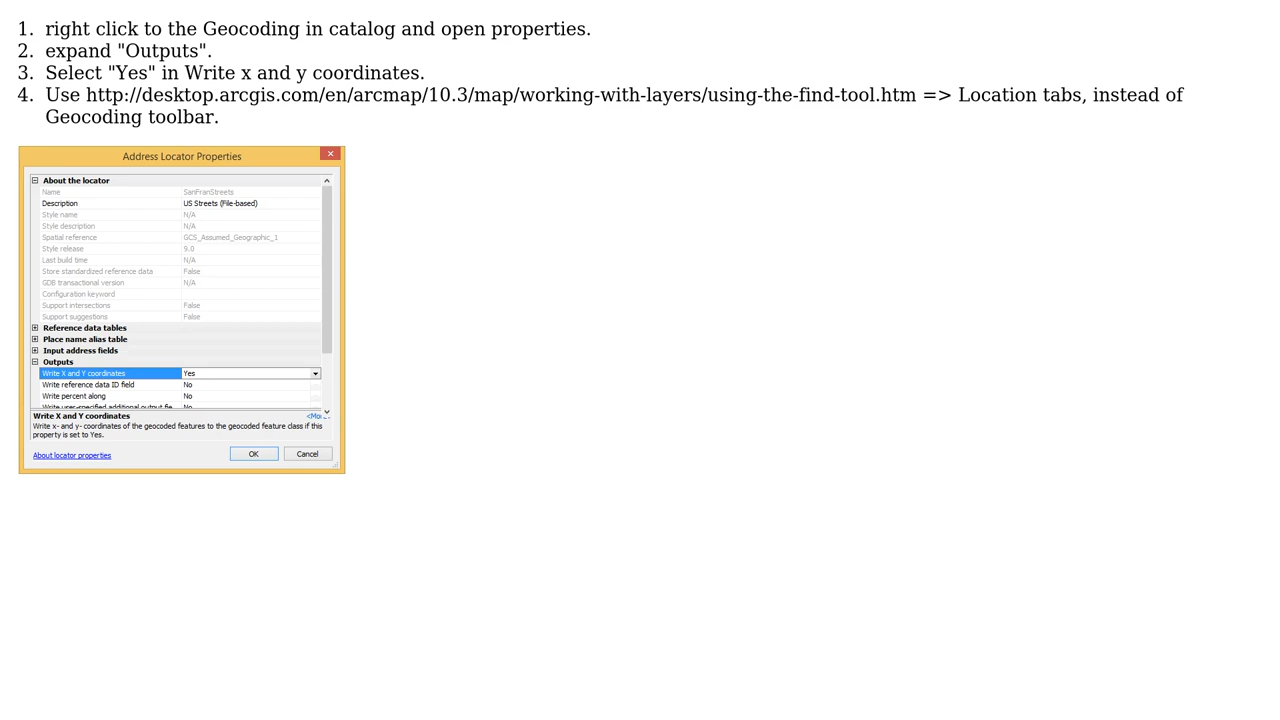 1. right click to the Geocoding in catalog and open properties.
2. expand "Outputs".
3. Select "Yes" in Write x and y coordinates.
4. Use http://desktop.arcgis.com/en/arcmap/10.3/map/working-with-layers/using-the-find-tool.htm => Location tabs, instead of
Geocoding toolbar.
Address Locator Properties
About the locator
Name SanFranStreets
Description US Streets (File-based)
Style name N/A
Style description N/A
Spatial reference GCS_Assumed_Geographic_1
Style release 9.0
Last build time N/A
Store standardized reference data False
GDB transactional version N/A
Configuration keyword
Support intersections False
Support suggestions False
Reference data tables
Place name alias table
Input address fields
Outputs
Write X and Y coordinates Yes
Write reference data ID field No
Write percent along No
Write user-specified additional output fie No
Write X and Y coordinates
Write x- and y- coordinates of the geocoded features to the geocoded feature class if this
property is set to Yes.
About locator properties OK Cancel